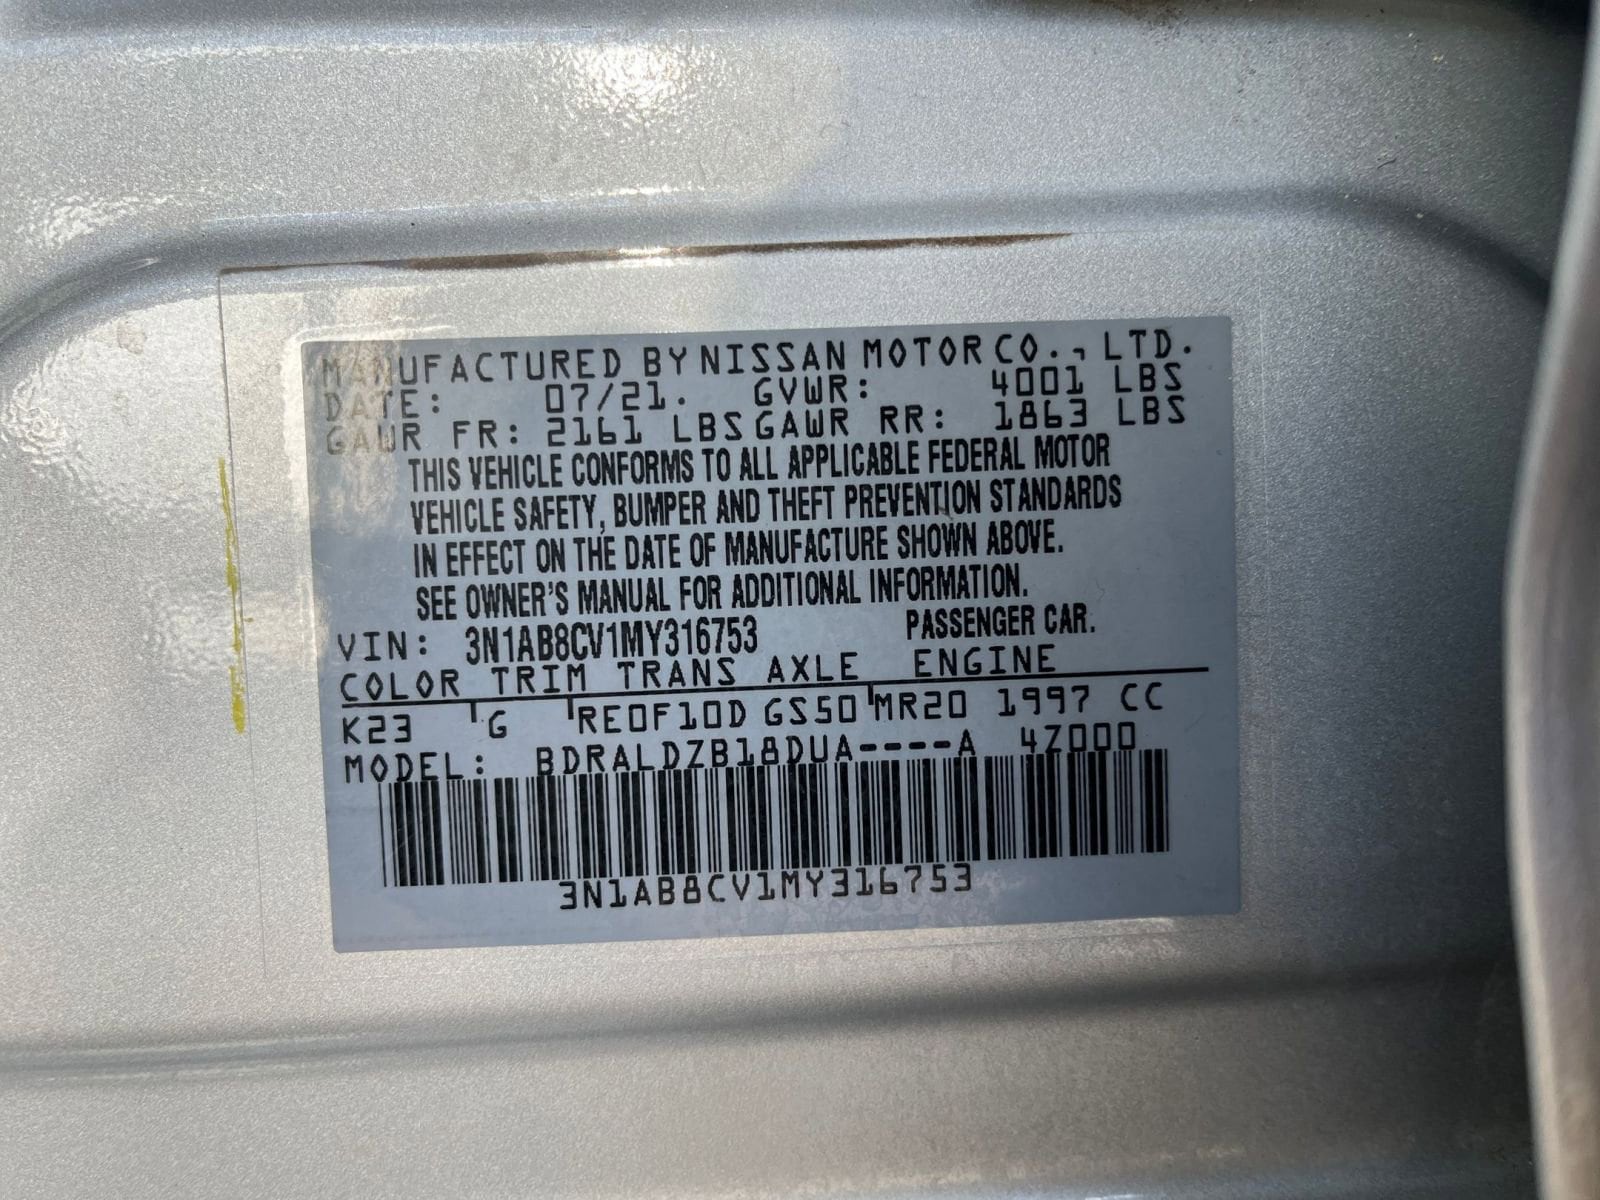 MANUFACTURED BY NISSAN MOTOR CO., LTD.
DATE: 07/21. GVWR: 4001 LBS
GAWR FR: 2161 LBS GAWR RR: 1863 LBS
THIS VEHICLE CONFORMS TO ALL APPLICABLE FEDERAL MOTOR
VEHICLE SAFETY, BUMPER AND THEFT PREVENTION STANDARDS
IN EFFECT ON THE DATE OF MANUFACTURE SHOWN ABOVE.
SEE OWNER'S MANUAL FOR ADDITIONAL INFORMATION.
VIN: 3N1AB8CV1MY316753 PASSENGER CAR.
COLOR TRIM TRANS AXLE ENGINE
K23 G RE0F10D GS50 MR20 1997 CC
MODEL: BDRALDZB18DUA----A 4Z000
3N1AB8CV1MY316753